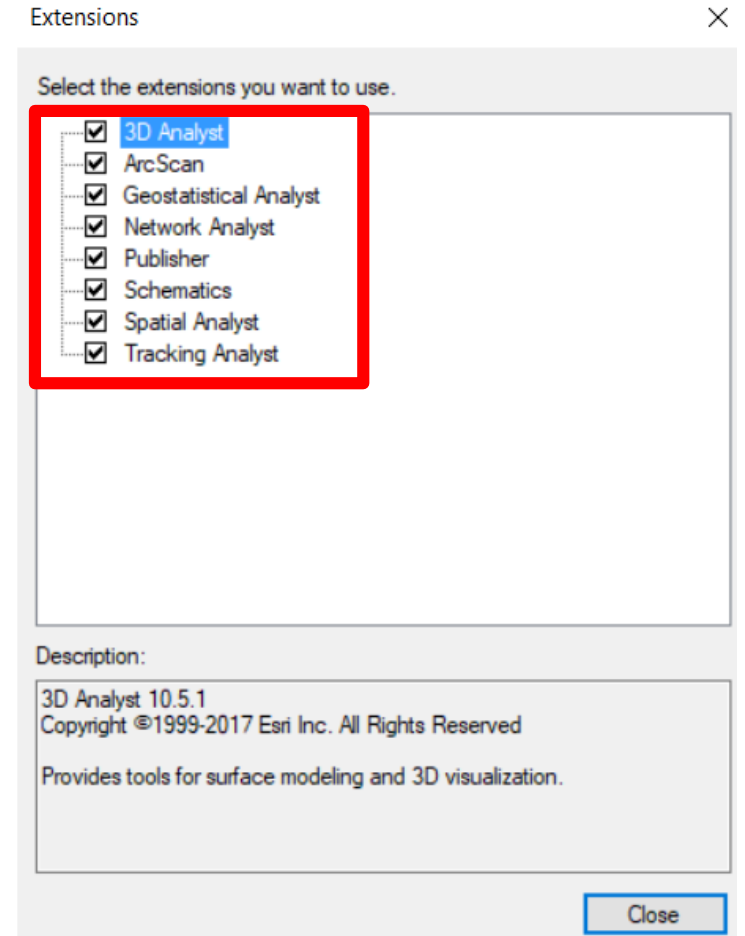 Extensions
Select the extensions you want to use.
3D Analyst
ArcScan
Geostatistical Analyst
Network Analyst
Publisher
Schematics
Spatial Analyst
Tracking Analyst
Description:
3D Analyst 10.5.1
Copyright ©1999-2017 Esri Inc. All Rights Reserved
Provides tools for surface modeling and 3D visualization.
Close